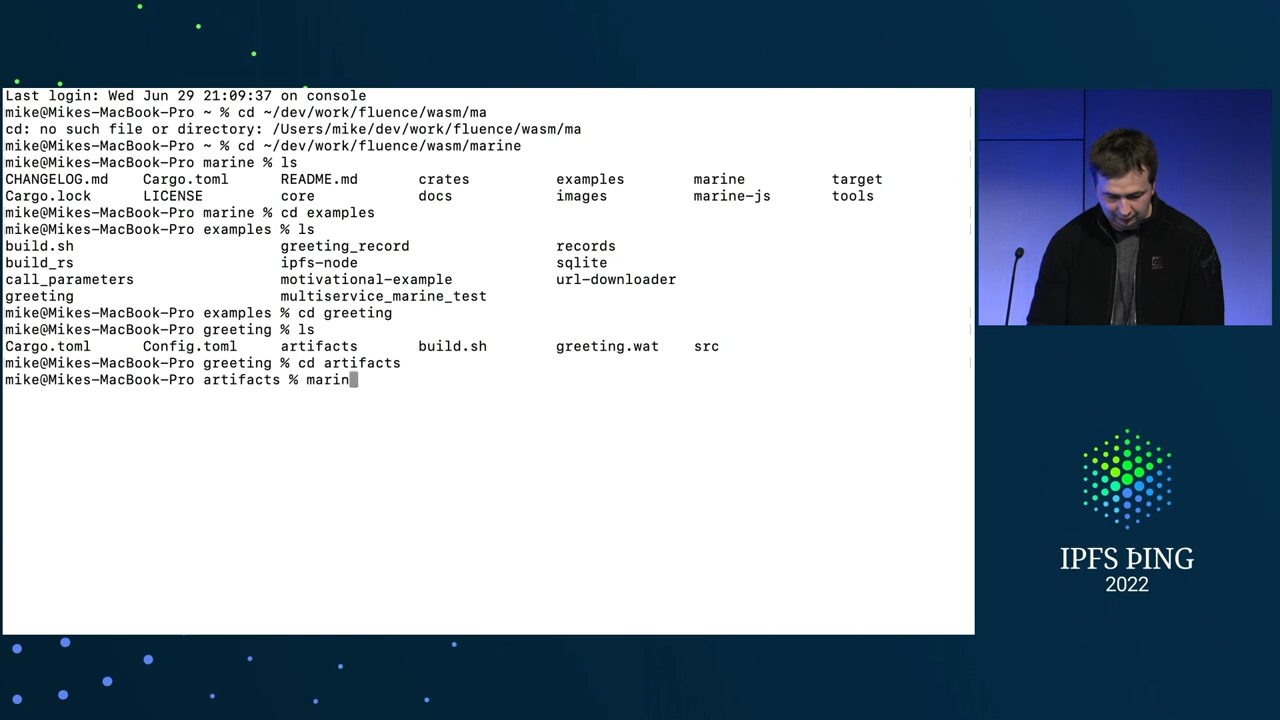 Last login: Wed Jun 29 21:09:37 on console
mike@Mikes-MacBook-Pro ~ % cd ~/dev/work/fluence/wasm/ma
cd: no such file or directory: /Users/mike/dev/work/fluence/wasm/ma
mike@Mikes-MacBook-Pro ~ % cd ~/dev/work/fluence/wasm/marine
mike@Mikes-MacBook-Pro marine % ls
CHANGELOG.md Cargo.toml README.md crates examples marine target
Cargo.lock LICENSE core docs images marine-js tools
mike@Mikes-MacBook-Pro marine % cd examples
mike@Mikes-MacBook-Pro examples % ls
build.sh greeting_record records
build_rs ipfs-node sqlite
call_parameters motivational-example url-downloader
greeting multiservice_marine_test
mike@Mikes-MacBook-Pro examples % cd greeting
mike@Mikes-MacBook-Pro greeting % ls
Cargo.toml Config.toml artifacts build.sh greeting.wat src
mike@Mikes-MacBook-Pro greeting % cd artifacts
mike@Mikes-MacBook-Pro artifacts % marin
IPFS ÞING
2022